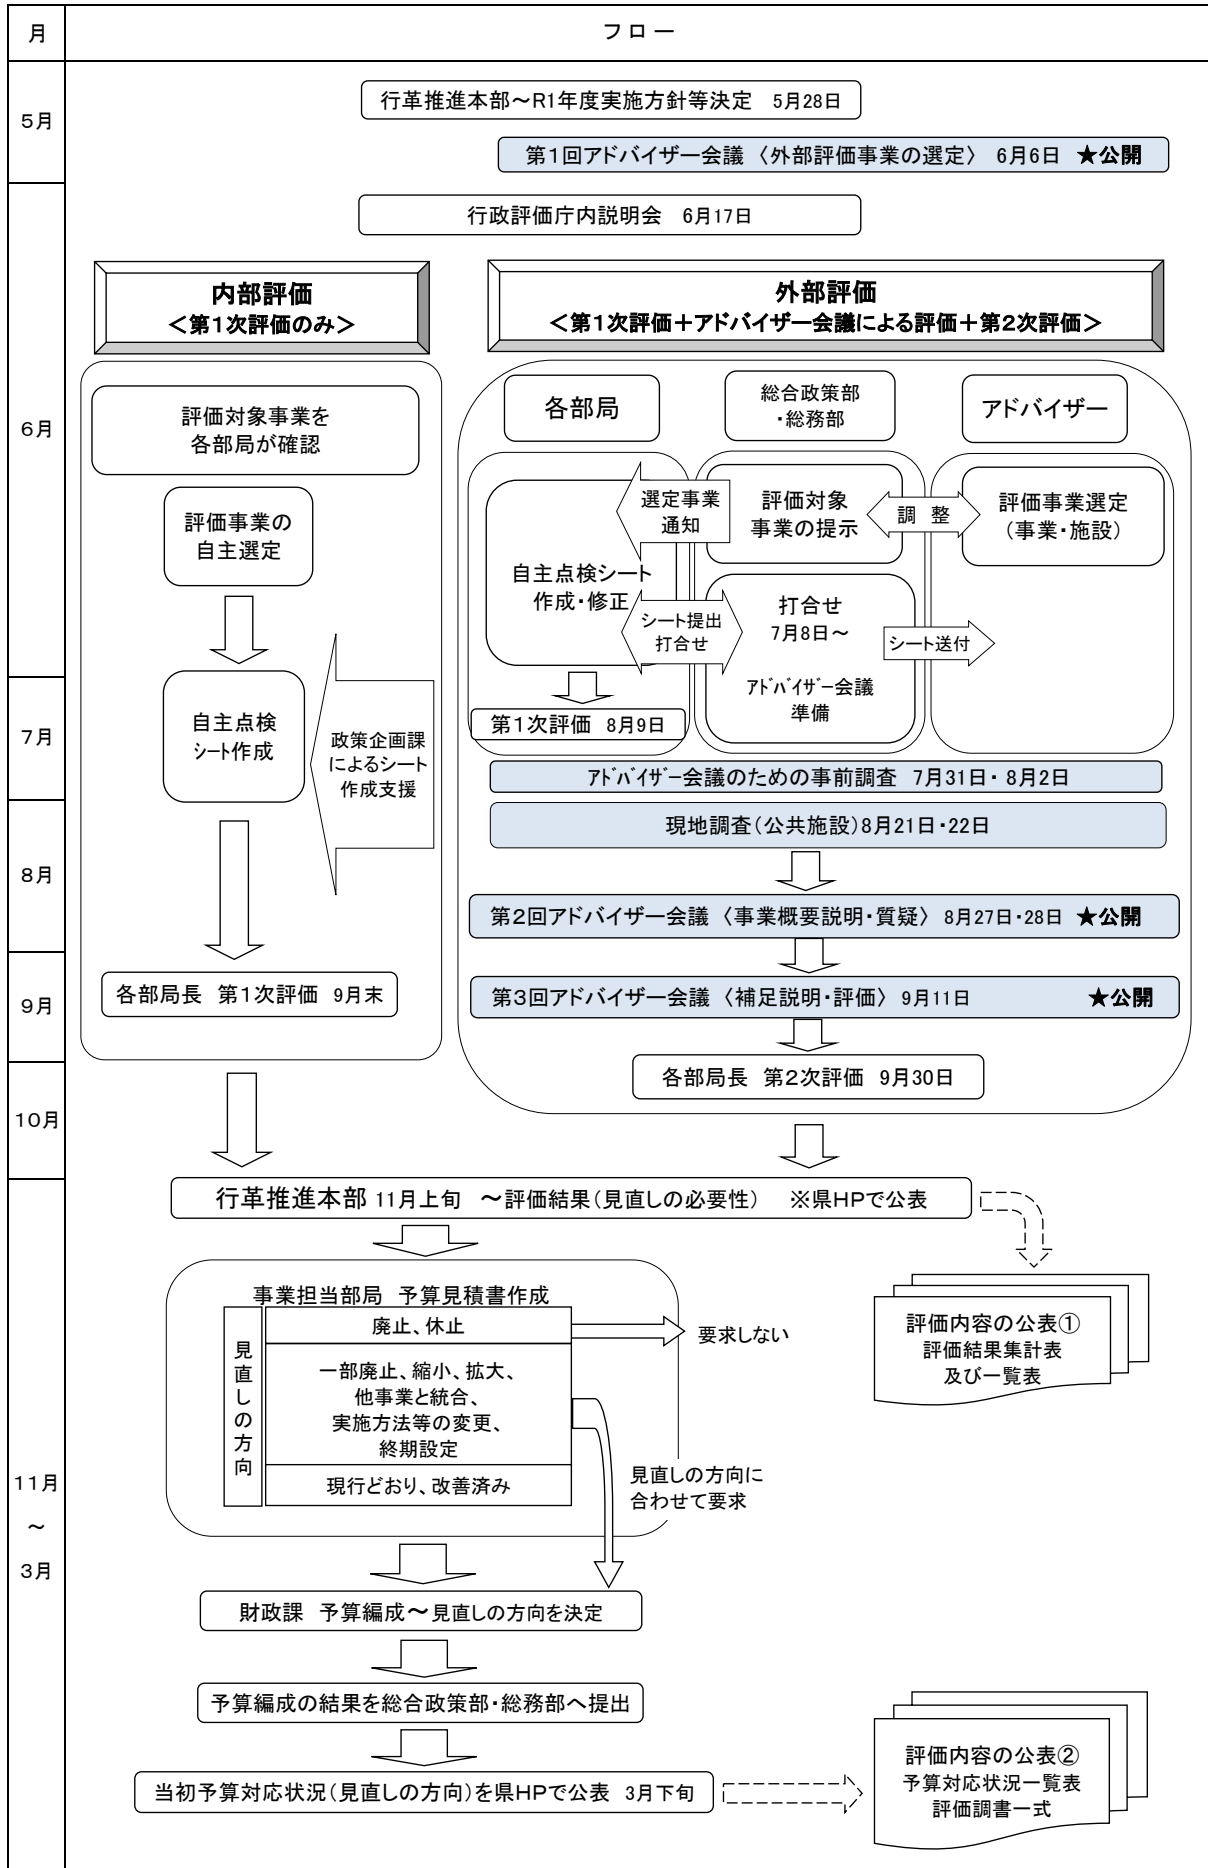 月
フロー
5月
行革推進本部～R1年度実施方針等決定 5月28日
第1回アドバイザー会議 〈外部評価事業の選定〉 6月6日 ★公開
行政評価庁内説明会 6月17日
6月
内部評価
＜第1次評価のみ＞
外部評価
＜第1次評価＋アドバイザー会議による評価＋第2次評価＞
評価対象事業を
各部局が確認
評価事業の
自主選定
各部局
総合政策部
・総務部
アドバイザー
選定事業
通知
評価対象
事業の提示
調 整
評価事業選定
(事業・施設)
自主点検シート
作成・修正
シート提出
打合せ
打合せ
7月8日～
シート送付
アドバイザー会議
準備
7月
自主点検
シート作成
政策企画課
によるシート
作成支援
第1次評価 8月9日
アドバイザー会議のための事前調査 7月31日・8月2日
8月
現地調査(公共施設)8月21日・22日
第2回アドバイザー会議 〈事業概要説明・質疑〉 8月27日・28日 ★公開
9月
各部局長 第1次評価 9月末
第3回アドバイザー会議 〈補足説明・評価〉 9月11日 ★公開
各部局長 第2次評価 9月30日
10月
11月
～
3月
行革推進本部 11月上旬 ～評価結果(見直しの必要性) ※県HPで公表
事業担当部局 予算見積書作成
見直しの方向
廃止、休止
要求しない
一部廃止、縮小、拡大、
他事業と統合、
実施方法等の変更、
終期設定
現行どおり、改善済み
見直しの方向に
合わせて要求
評価内容の公表①
評価結果集計表
及び一覧表
財政課 予算編成～見直しの方向を決定
予算編成の結果を総合政策部・総務部へ提出
当初予算対応状況(見直しの方向)を県HPで公表 3月下旬
評価内容の公表②
予算対応状況一覧表
評価調書一式